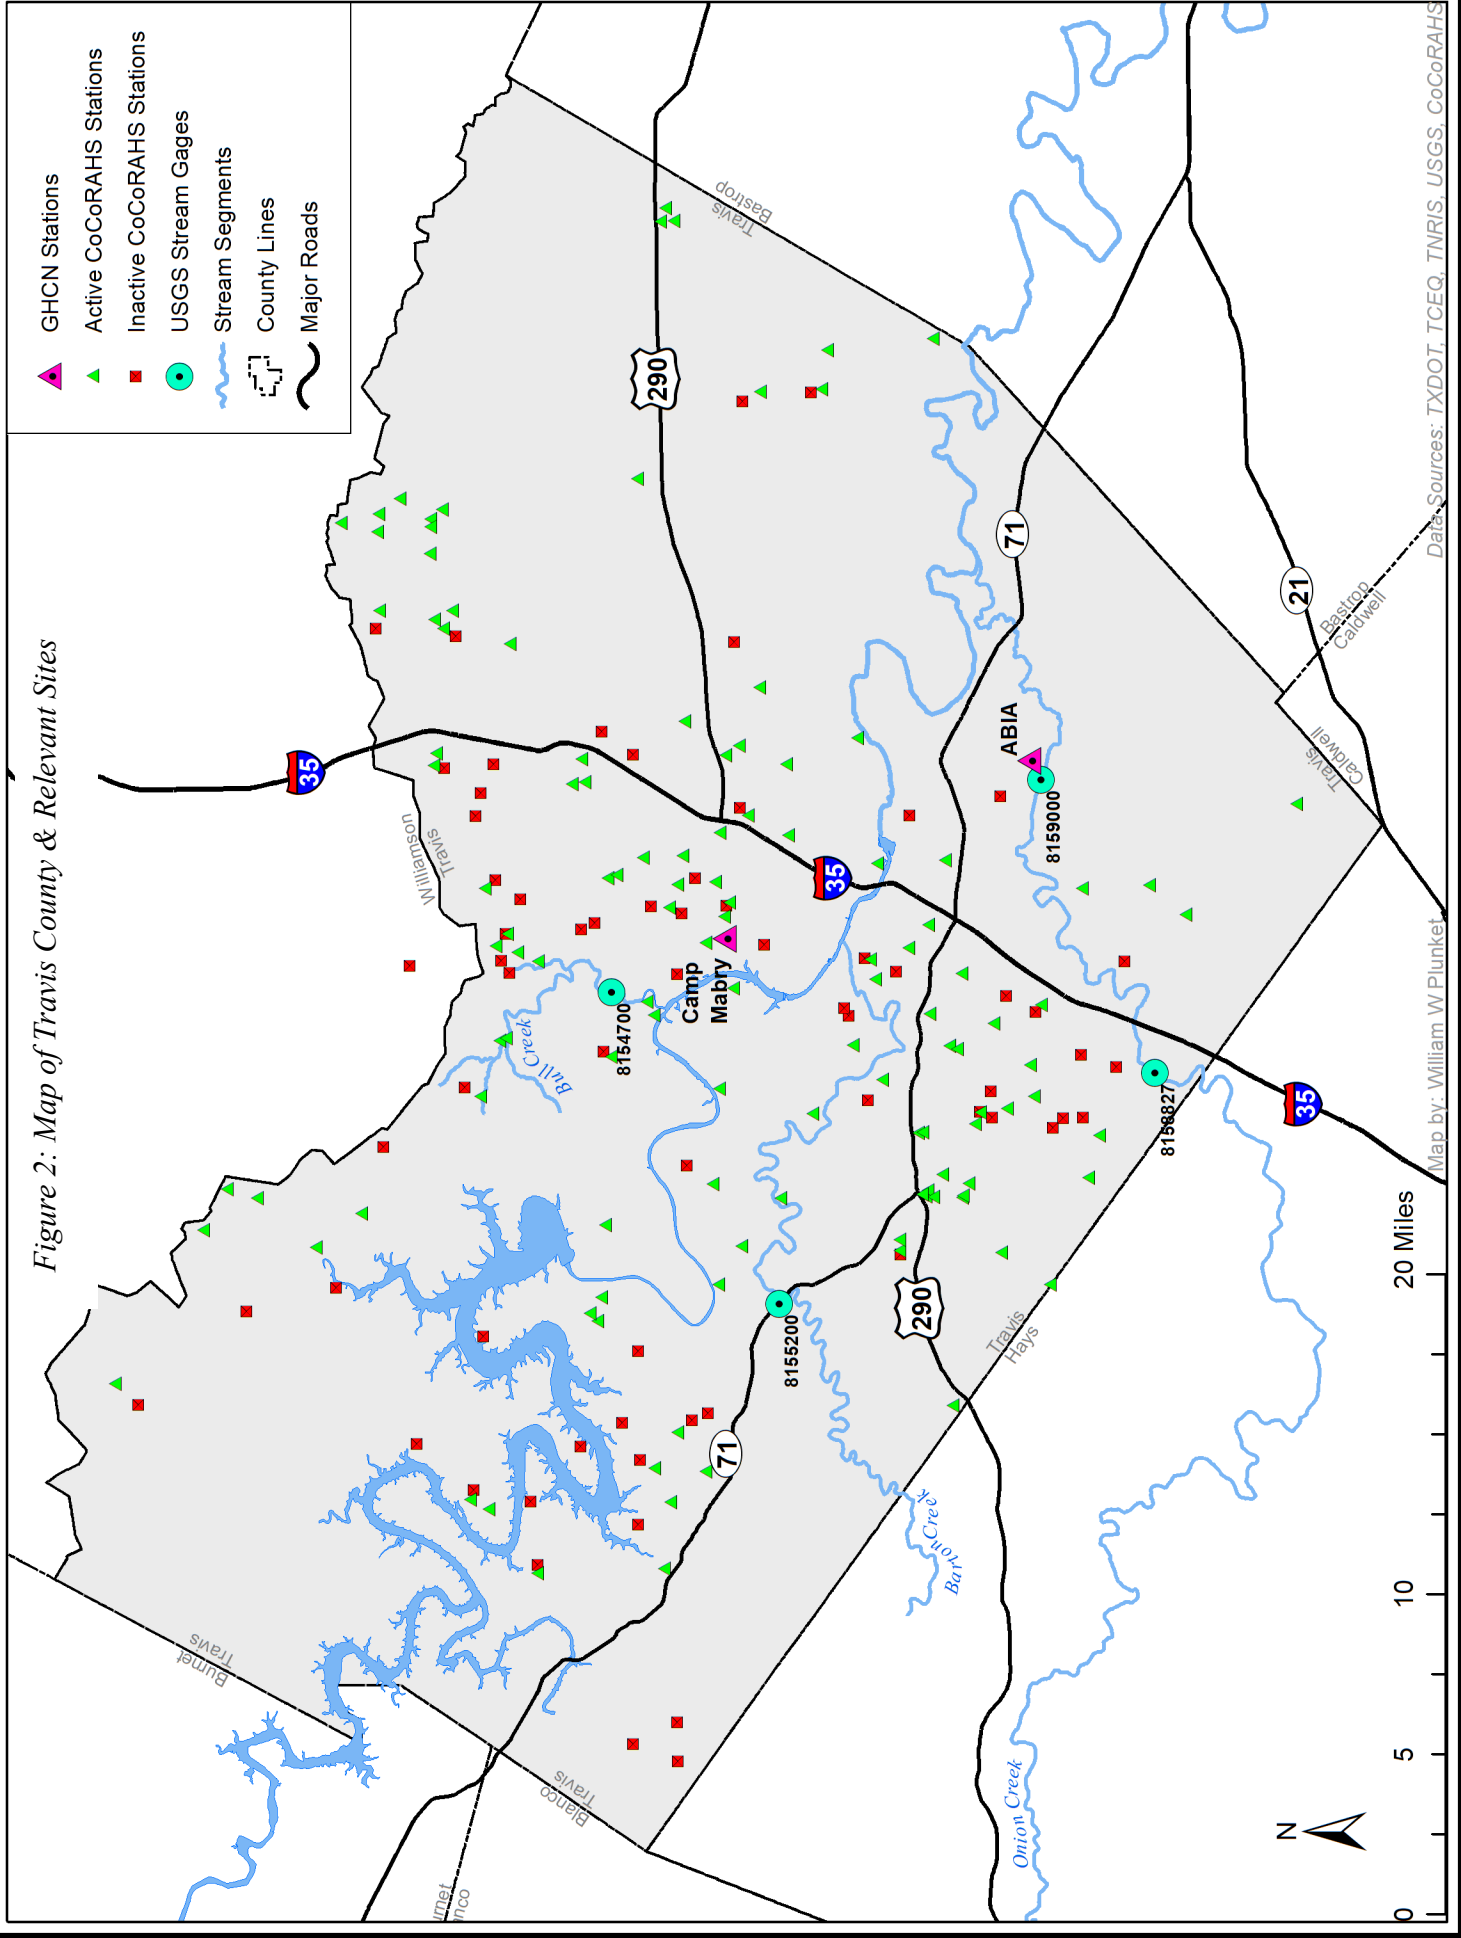 Figure 2: Map of Travis County & Relevant Sites
GHCN Stations
Active CoCoRAHS Stations
Inactive CoCoRAHS Stations
USGS Stream Gages
Stream Segments
County Lines
Major Roads
Burnet
Travis
Williamson
Travis
35
290
Travis
Bastrop
Bull Creek
8154700
Camp
Mabry
35
Blanco
Travis
urnet
anco
71
8155200
290
Barton Creek
Travis
Hays
ABIA
8159000
71
8158827
35
21
Bastrop
Caldwell
Travis
Caldwell
Onion Creek
N
0 5 10 20 Miles
Map by: William W Plunket
Data Sources: TXDOT, TCEQ, TNRIS, USGS, CoCoRAHS